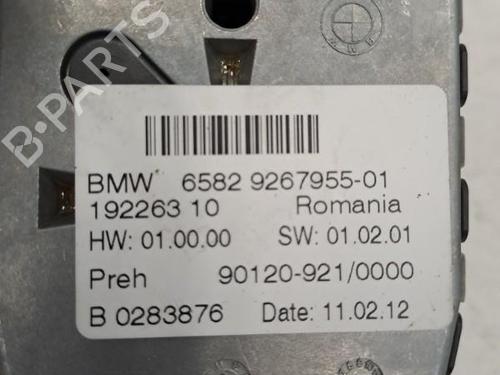 B·PARTS
BMW 6582 9267955-01
192263 10 Romania
HW: 01.00.00 SW: 01.02.01
Preh 90120-921/0000
B 0283876 Date: 11.02.12